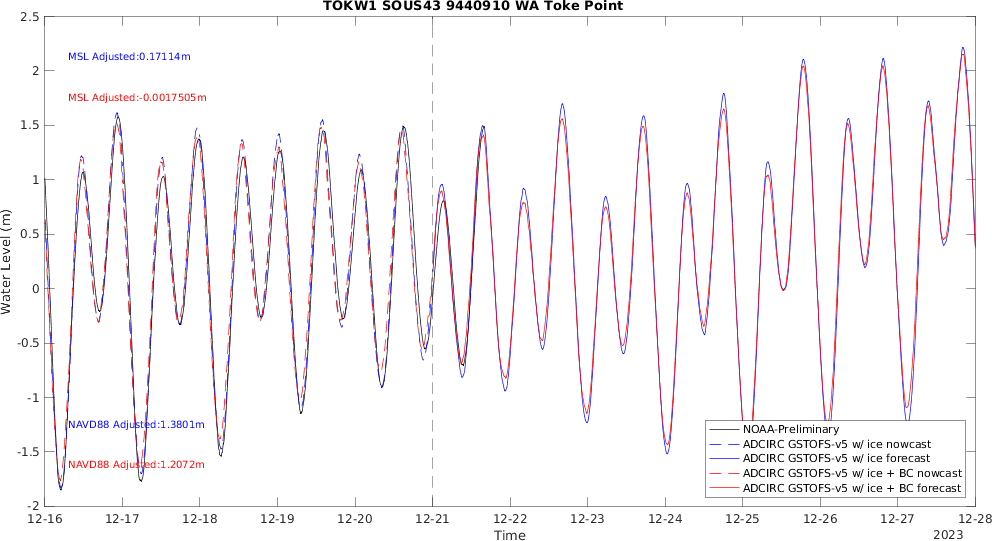 TOKW1 SOUS43 9440910 WA Toke Point
2.5
2
1.5
1
0.5
0
-0.5
-1
-1.5
-2
Water Level (m)
MSL Adjusted:0.17114m
MSL Adjusted:-0.0017505m
NAVD88 Adjusted:1.3801m
NAVD88 Adjusted:1.2072m
NOAA-Preliminary
ADCIRC GSTOFS-v5 w/ ice nowcast
ADCIRC GSTOFS-v5 w/ ice forecast
ADCIRC GSTOFS-v5 w/ ice + BC nowcast
ADCIRC GSTOFS-v5 w/ ice + BC forecast
12-16 12-17 12-18 12-19 12-20 12-21 12-22 12-23 12-24 12-25 12-26 12-27 12-28
Time
2023